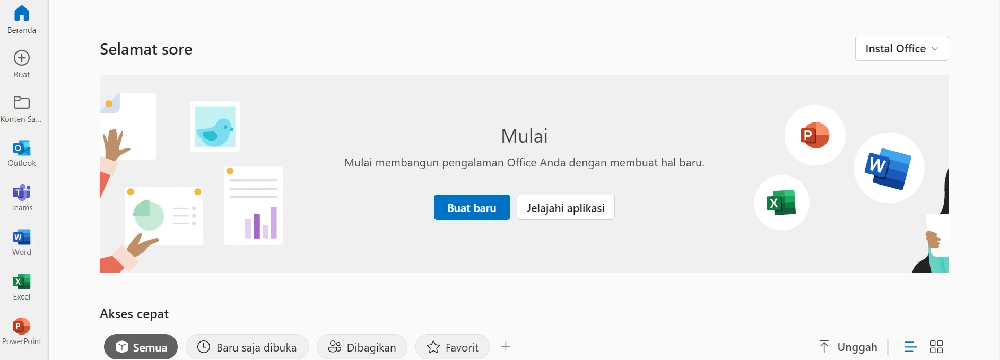 Beranda
Buat
Konten Sa...
Outlook
Teams
Word
Excel
PowerPoint
Selamat sore
Instal Office
Mulai
Mulai membangun pengalaman Office Anda dengan membuat hal baru.
Buat baru
Jelajahi aplikasi
Akses cepat
Semua
Baru saja dibuka
Dibagikan
Favorit
Unggah